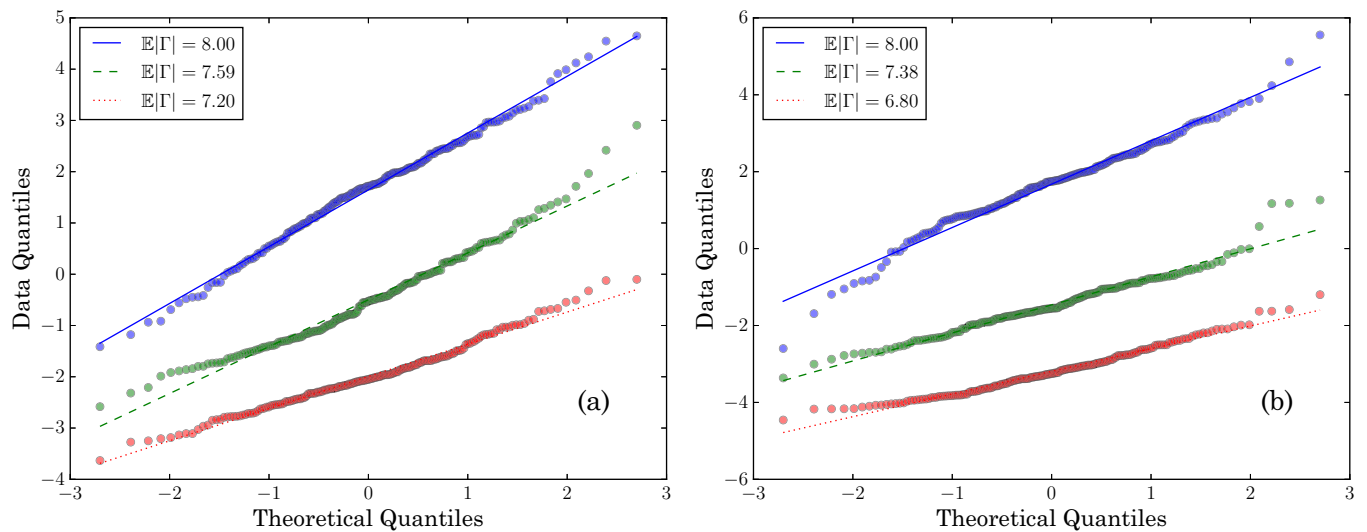 𝔼|Γ| = 8.00
𝔼|Γ| = 7.59
𝔼|Γ| = 7.20
5
4
3
2
1
0
−1
−2
−3
−4
Data Quantiles
(a)
−3 −2 −1 0 1 2 3
Theoretical Quantiles
𝔼|Γ| = 8.00
𝔼|Γ| = 7.38
𝔼|Γ| = 6.80
6
4
2
0
−2
−4
−6
Data Quantiles
(b)
−3 −2 −1 0 1 2 3
Theoretical Quantiles